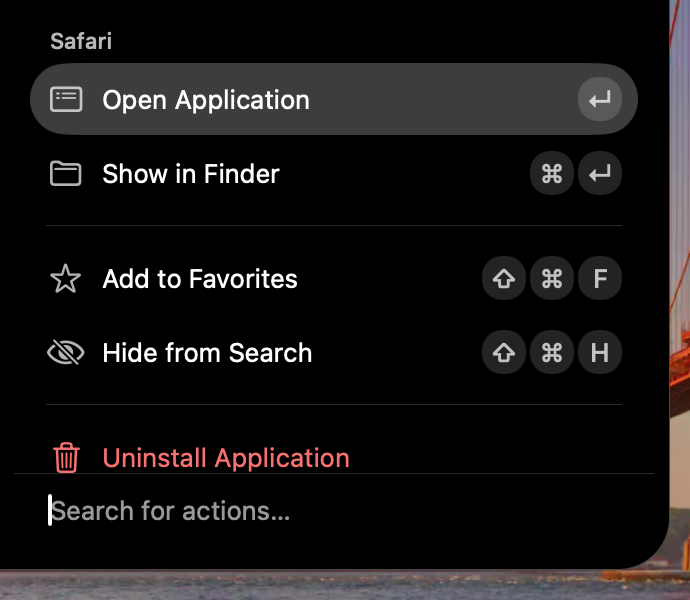 Safari
Open Application ↵
Show in Finder ⌘ ↵
Add to Favorites ⇧ ⌘ F
Hide from Search ⇧ ⌘ H
Uninstall Application
Search for actions...